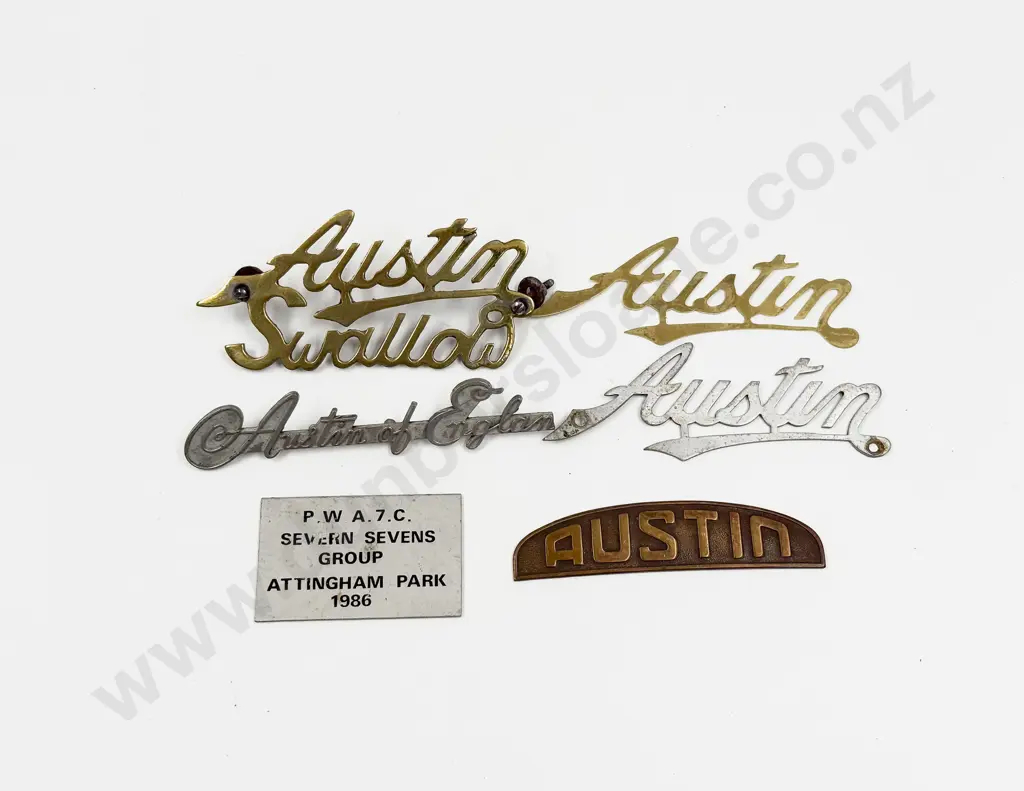 Austin
Swallow
Austin
Austin of Englan
Austin
P.W A.7.C.
SEVERN SEVENS
GROUP
ATTINGHAM PARK
1986
AUSTIN